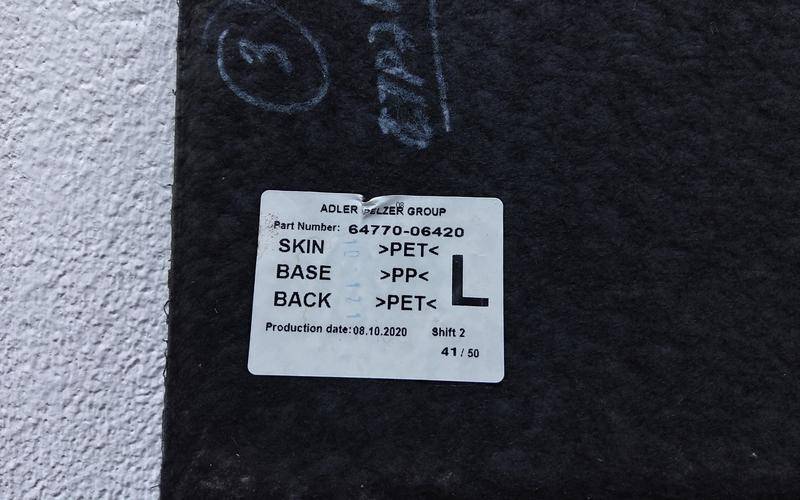 3
ADLER PELZER GROUP
Part Number: 64770-06420
SKIN >PET<
BASE >PP<
BACK >PET<
L
Production date: 08.10.2020 Shift 2
41 / 50